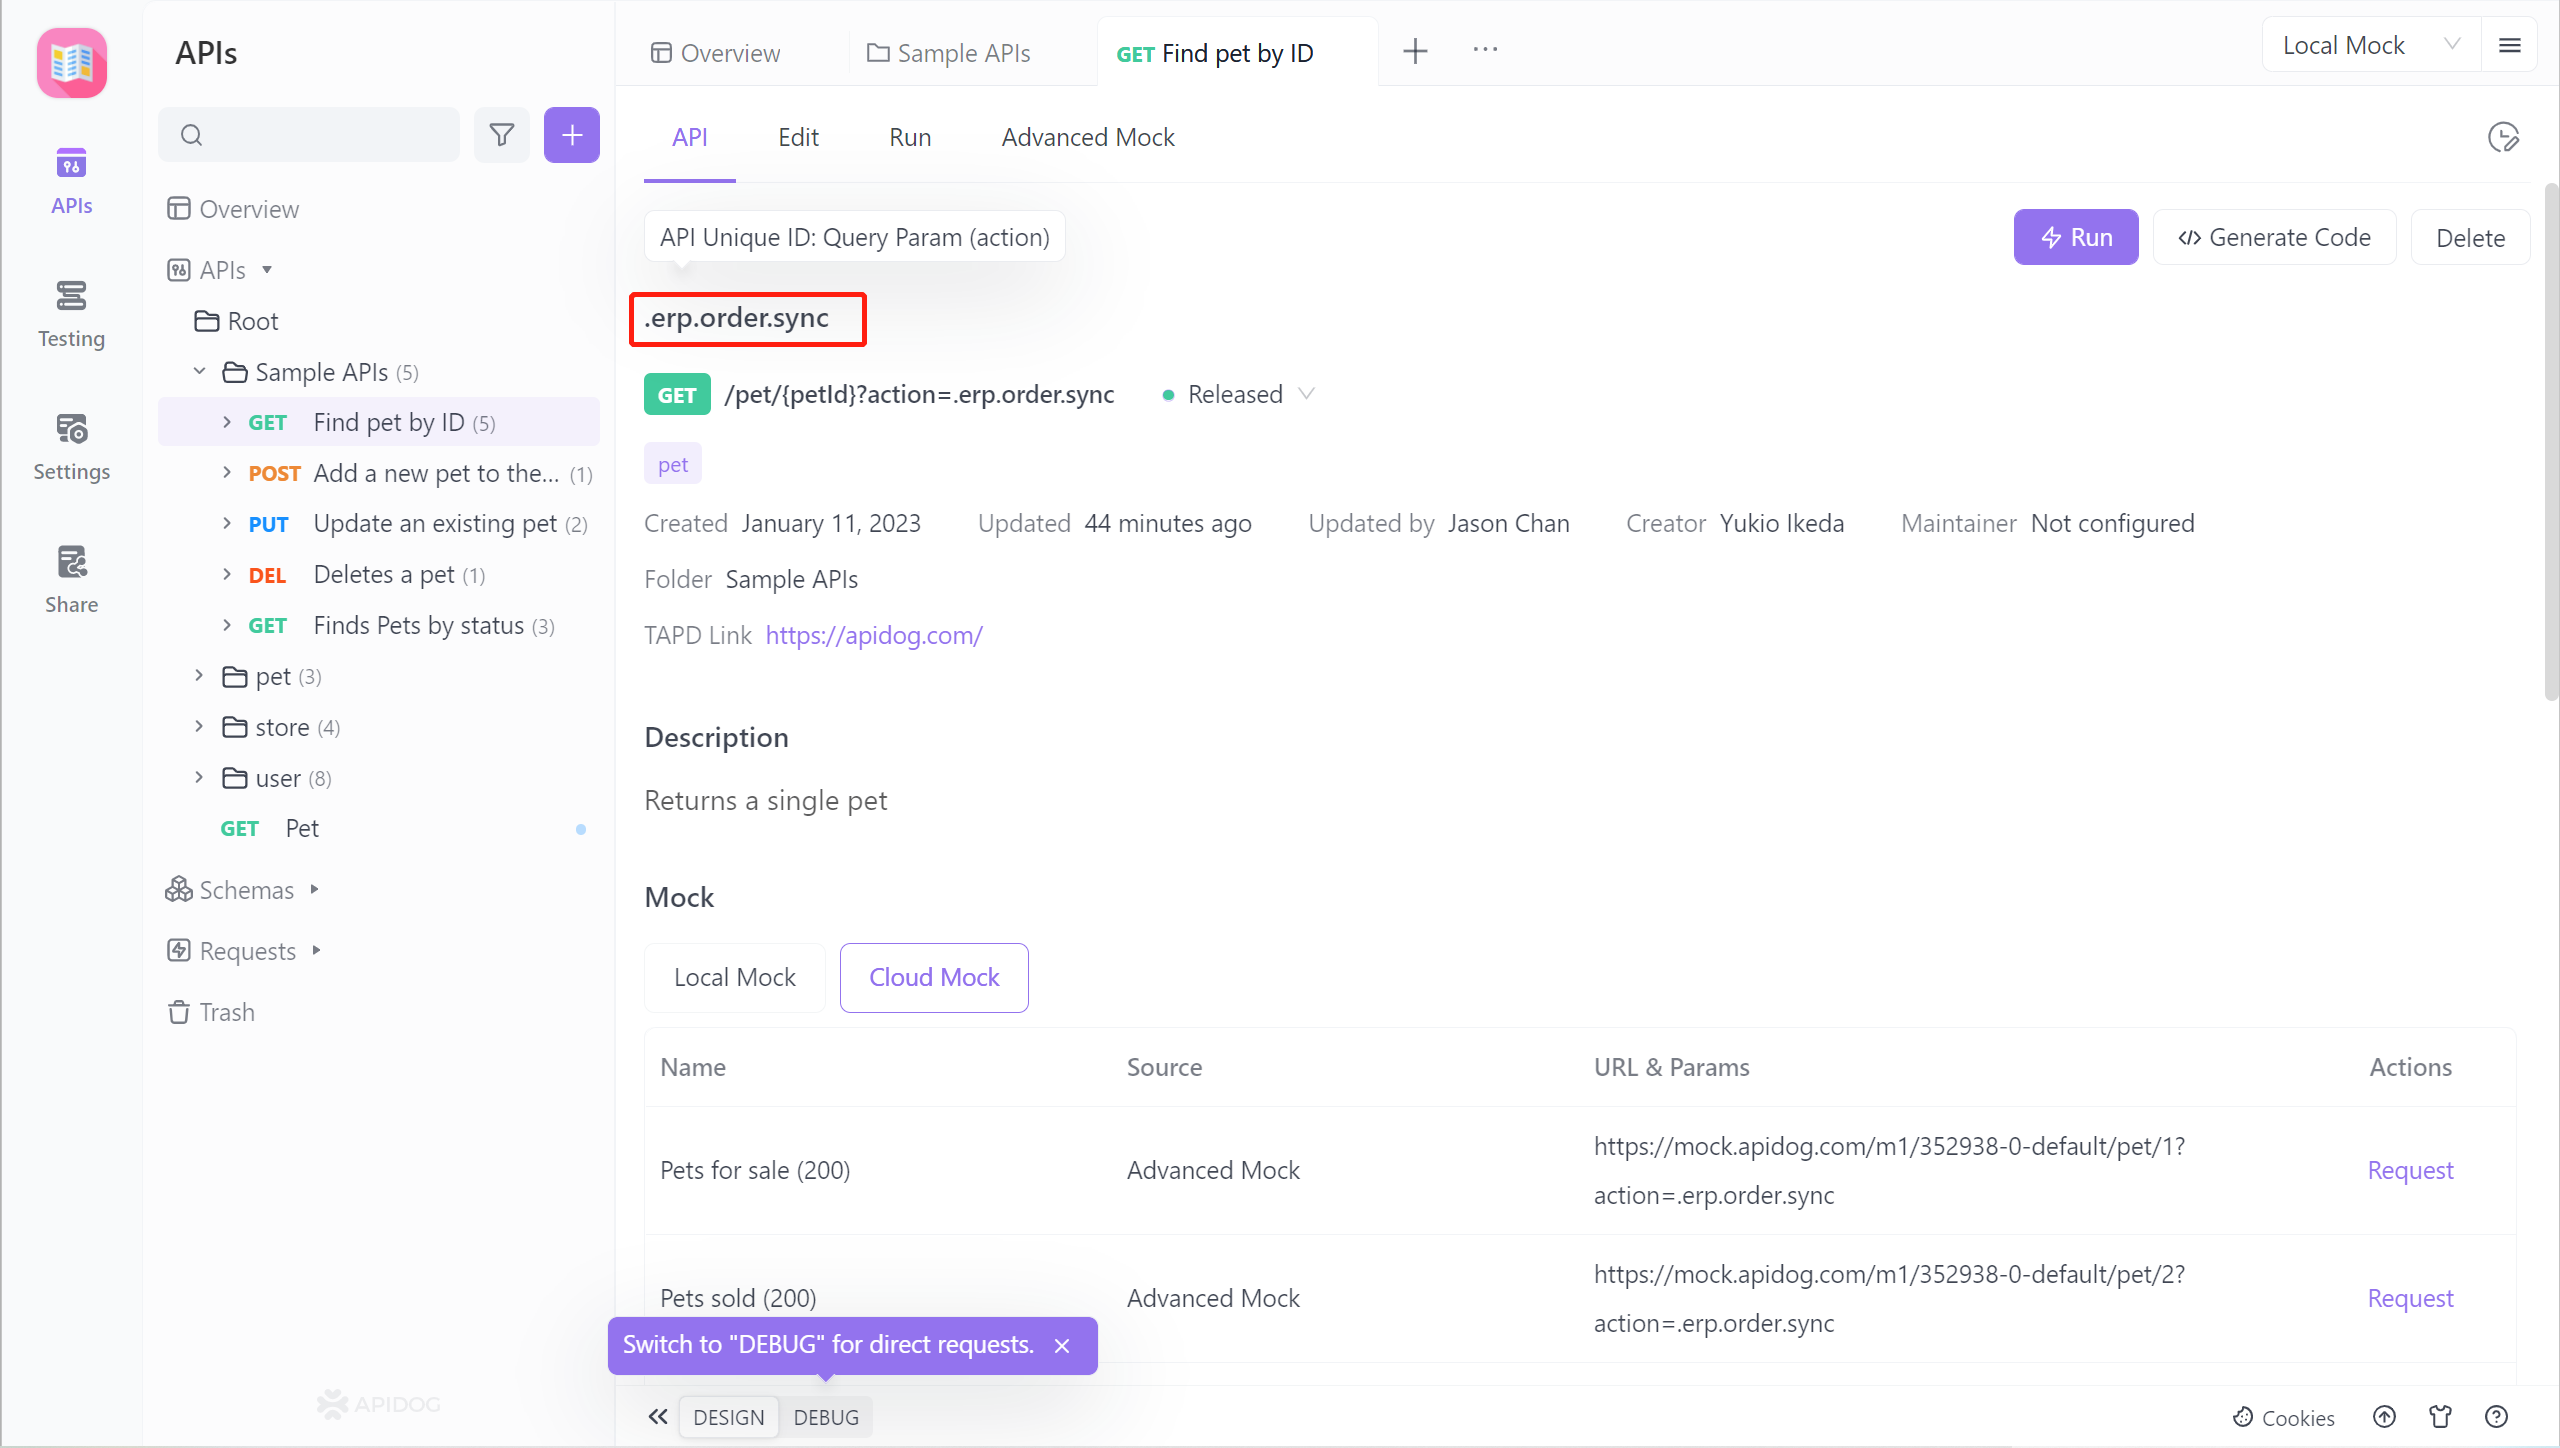 APIs
Testing
Settings
Share
APIs
Overview
APIs
Root
Sample APIs (5)
GET Find pet by ID (5)
POST Add a new pet to the... (1)
PUT Update an existing pet (2)
DEL Deletes a pet (1)
GET Finds Pets by status (3)
pet (3)
store (4)
user (8)
GET Pet
Schemas
Requests
Trash
APIDOG
Overview
Sample APIs
GET Find pet by ID
Local Mock
API
Edit
Run
Advanced Mock
API Unique ID: Query Param (action)
Run
</> Generate Code
Delete
.erp.order.sync
GET /pet/{petId}?action=.erp.order.sync
Released
pet
Created January 11, 2023
Updated 44 minutes ago
Updated by Jason Chan
Creator Yukio Ikeda
Maintainer Not configured
Folder Sample APIs
TAPD Link https://apidog.com/
Description
Returns a single pet
Mock
Local Mock
Cloud Mock
Name
Source
URL & Params
Actions
Pets for sale (200)
Advanced Mock
https://mock.apidog.com/m1/352938-0-default/pet/1?
action=.erp.order.sync
Request
Pets sold (200)
Advanced Mock
https://mock.apidog.com/m1/352938-0-default/pet/2?
action=.erp.order.sync
Request
Switch to "DEBUG" for direct requests.
DESIGN
DEBUG
Cookies